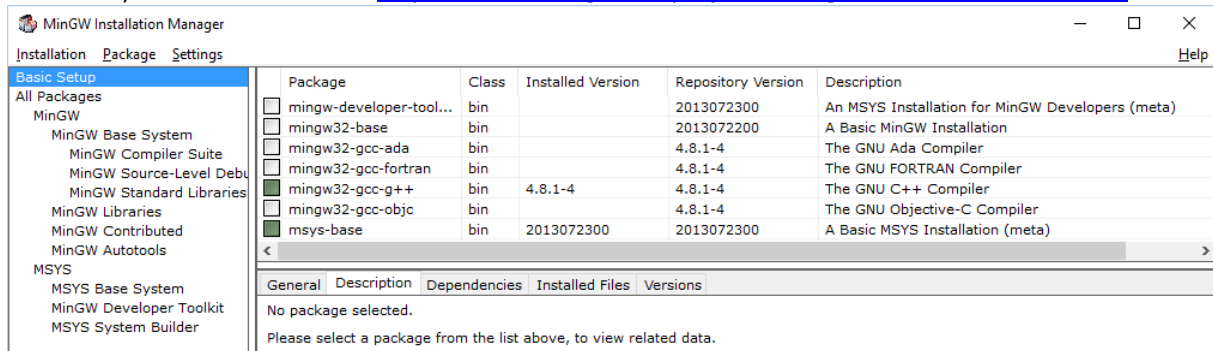 MinGW Installation Manager
Installation Package Settings Help
Basic Setup
All Packages
MinGW
MinGW Base System
MinGW Compiler Suite
MinGW Source-Level Debu
MinGW Standard Libraries
MinGW Libraries
MinGW Contributed
MinGW Autotools
MSYS
MSYS Base System
MinGW Developer Toolkit
MSYS System Builder
Package Class Installed Version Repository Version Description
mingw-developer-tool... bin 2013072300 An MSYS Installation for MinGW Developers (meta)
mingw32-base bin 2013072200 A Basic MinGW Installation
mingw32-gcc-ada bin 4.8.1-4 The GNU Ada Compiler
mingw32-gcc-fortran bin 4.8.1-4 The GNU FORTRAN Compiler
mingw32-gcc-g++ bin 4.8.1-4 4.8.1-4 The GNU C++ Compiler
mingw32-gcc-objc bin 4.8.1-4 The GNU Objective-C Compiler
msys-base bin 2013072300 2013072300 A Basic MSYS Installation (meta)
General Description Dependencies Installed Files Versions
No package selected.
Please select a package from the list above, to view related data.